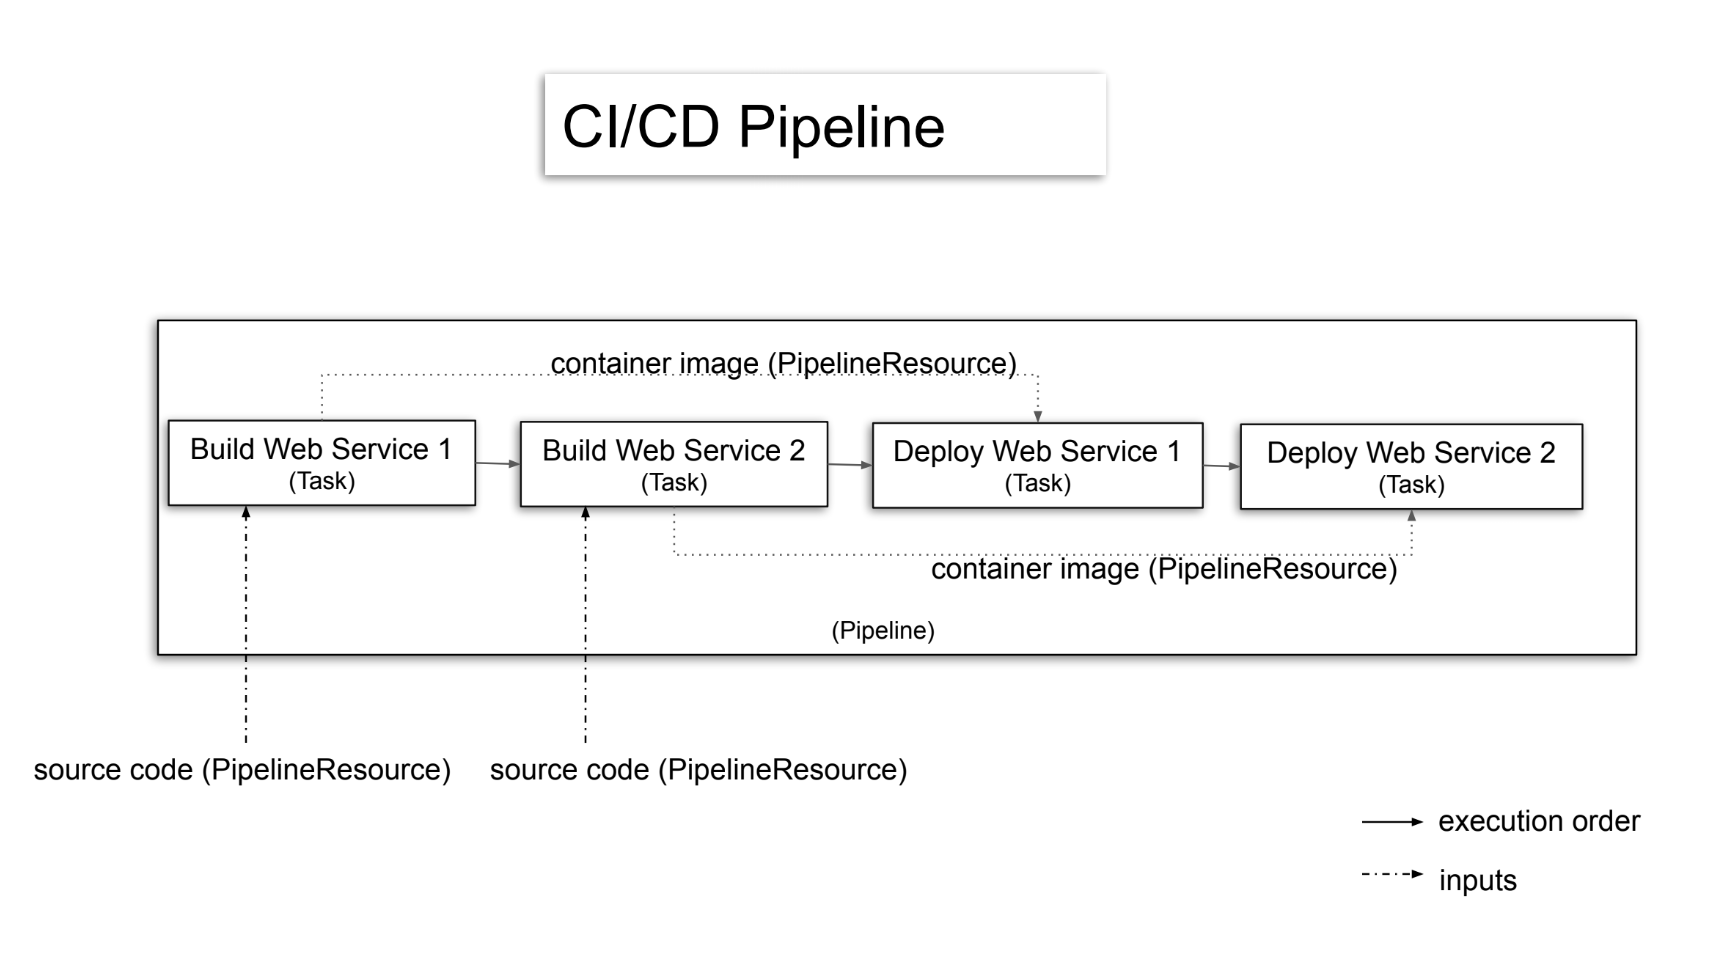 CI/CD Pipeline
container image (PipelineResource)
Build Web Service 1
(Task)
Build Web Service 2
(Task)
Deploy Web Service 1
(Task)
Deploy Web Service 2
(Task)
container image (PipelineResource)
(Pipeline)
source code (PipelineResource)
source code (PipelineResource)
execution order
inputs